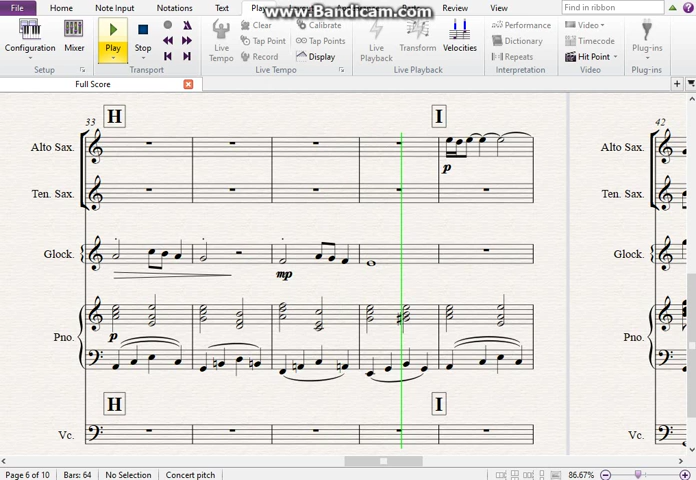 www.Bandicam.com
File Home Note Input Notations Text Pla Review View
Find in ribbon
Configuration Mixer Play Stop
Setup Transport
Live Tempo Clear Tap Point Record Calibrate Tap Points Display
Live Tempo
Live Playback Transform Velocities
Live Playback
Performance Dictionary Repeats
Interpretation
Video Timecode Hit Point
Video
Plug-ins
Plug-ins
Full Score
H I
33 42
Alto Sax. Alto Sax.
p
Ten. Sax. Ten. Sax.
Glock. Glock.
mp
Pno. Pno.
p
H I
Vc. Vc.
Page 6 of 10 Bars: 64 No Selection Concert pitch 86.67%